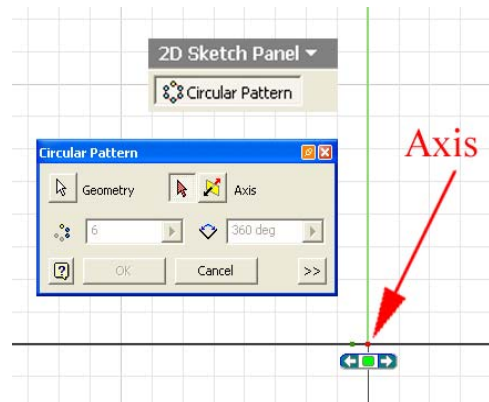 2D Sketch Panel
Circular Pattern
Circular Pattern
Axis
Geometry Axis
6 360 deg
? OK Cancel >>